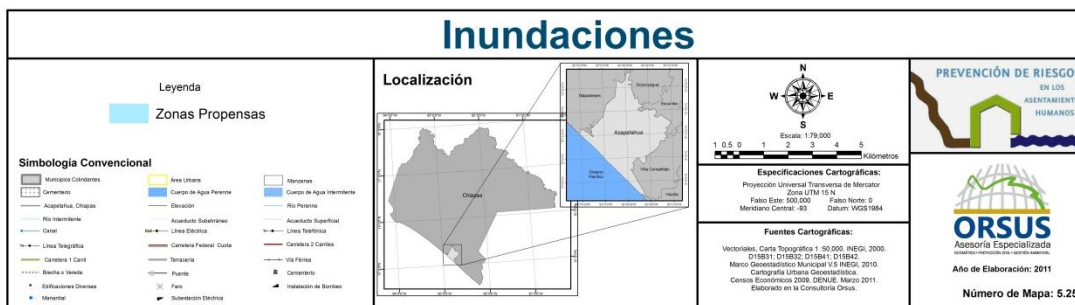 Inundaciones
Leyenda
Zonas Propensas
Simbología Convencional
Municipios Colindantes
Área Urbana
Manzanas
Cementerio
Cuerpo de Agua Perenne
Cuerpo de Agua Intermitente
Acapetahua, Chiapas
Elevación
Río Perenne
Río Intermitente
Acueducto Subterráneo
Acueducto Superficial
Canal
Línea Eléctrica
Línea Telefónica
Línea Telegráfica
Carretera Federal Cuota
Carretera 2 Carriles
Carretera 1 Carril
Terracería
Vía Férrea
Brecha o Vereda
Puente
Cementerio
Edificaciones Diversas
Faro
Instalación de Bombeo
Manantial
Subestación Eléctrica
Localización
Chiapas
Mapastepec
Acapetahua
Escuintla
Océano
Pacífico
Villa Comaltitlán
Huixtla
N
W
E
S
Escala: 1:79,000
1 0.5 0 1 2 3 4 5
Kilómetros
Especificaciones Cartográficas:
Proyección Universal Transversa de Mercator
Zona UTM 15 N
Falso Este: 500,000 Falso Norte: 0
Meridiano Central: -93 Datum: WGS1984
Fuentes Cartográficas:
Vectoriales, Carta Topográfica 1 :50,000. INEGI, 2000.
D15B31; D15B32; D15B41; D15B42.
Marco Geoestadístico Municipal V.5 INEGI, 2010.
Cartografía Urbana Geoestadística.
Censos Económicos 2009, DENUE. Marzo 2011.
Elaborado en la Consultoría Orsus.
PREVENCIÓN DE RIESGOS
EN LOS
ASENTAMIENTOS
HUMANOS
ORSUS
Asesoría Especializada
Año de Elaboración: 2011
Número de Mapa: 5.25